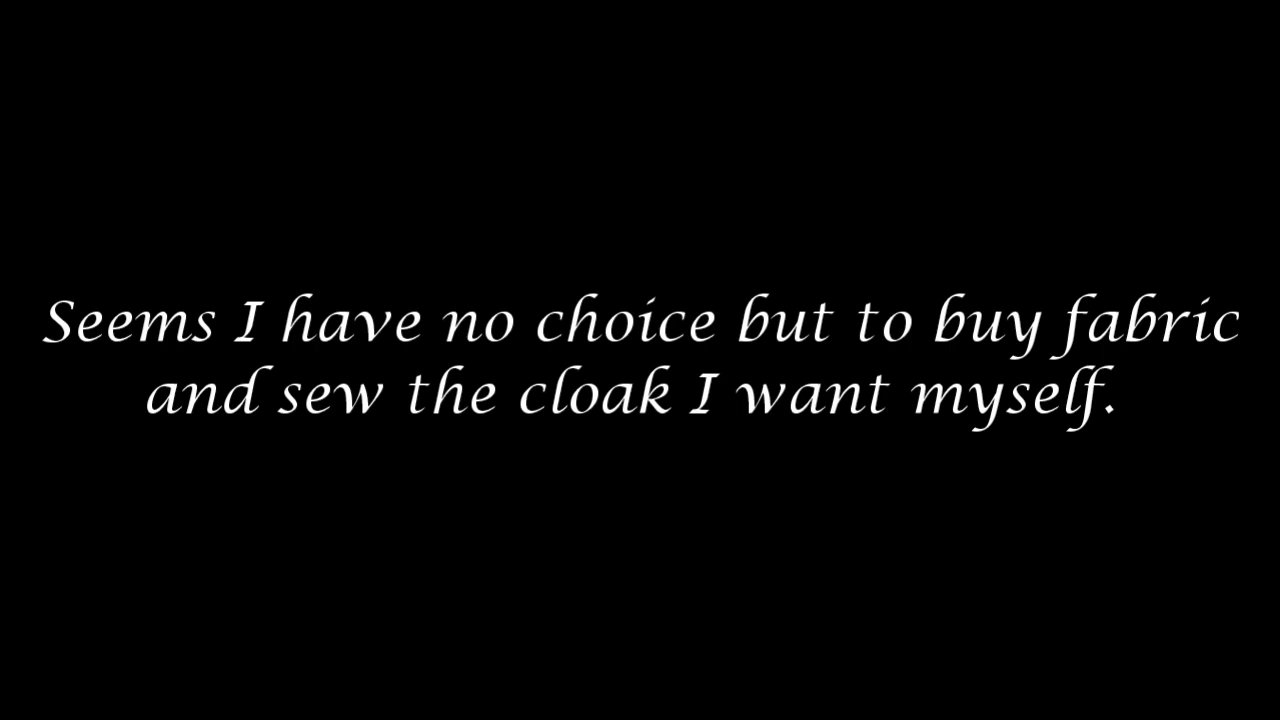 Seems I have no choice but to buy fabric
and sew the cloak I want myself.